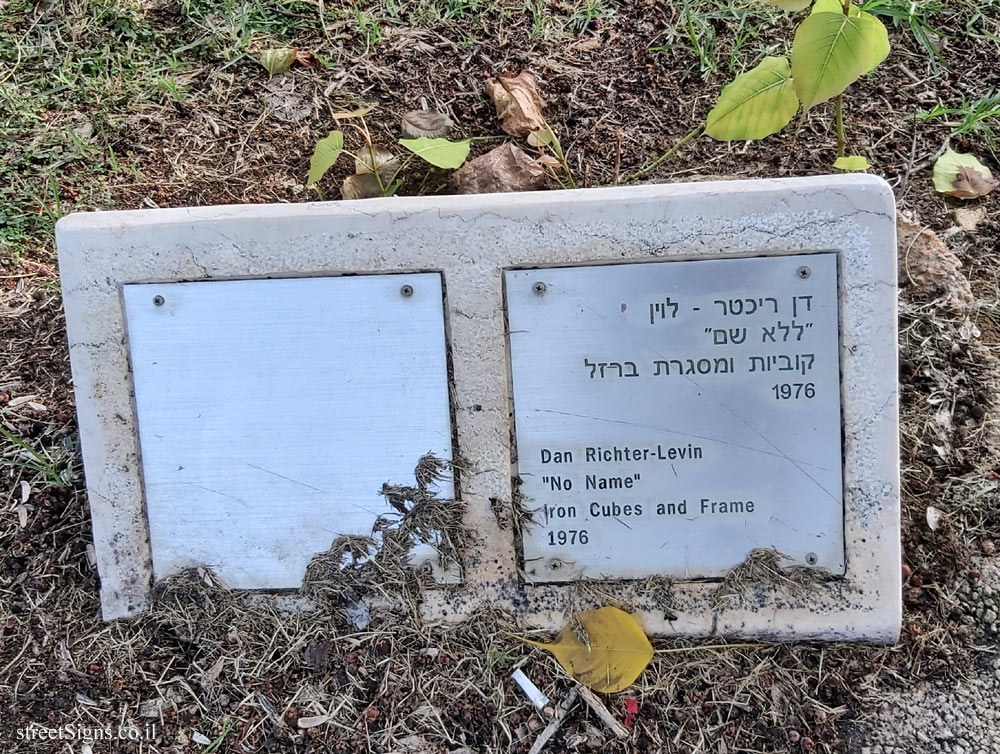 דן ריכטר - לוין
"ללא שם"
קוביות ומסגרת ברזל
1976
Dan Richter-Levin
"No Name"
Iron Cubes and Frame
1976
streetSigns.co.il